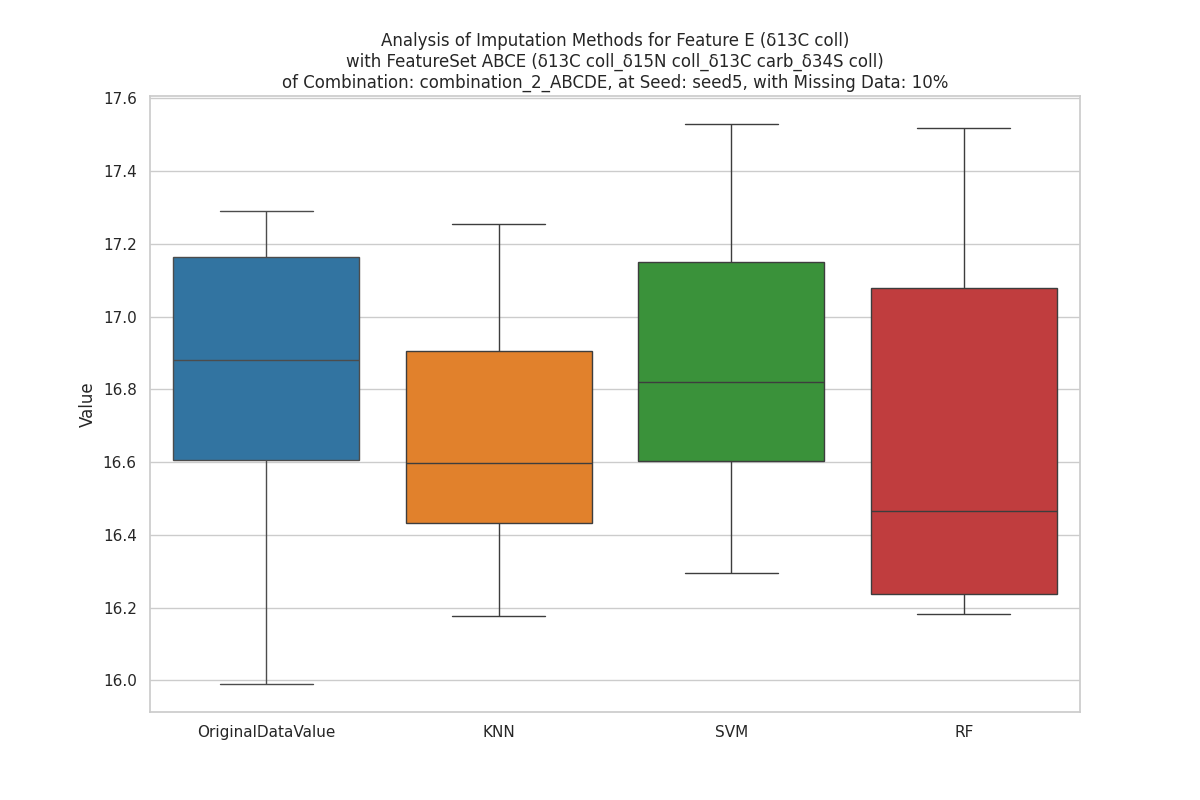 Analysis of Imputation Methods for Feature E (δ13C coll)
with FeatureSet ABCE (δ13C coll_δ15N coll_δ13C carb_δ34S coll)
of Combination: combination_2_ABCDE, at Seed: seed5, with Missing Data: 10%
17.6
17.4
17.2
17.0
16.8
16.6
16.4
16.2
16.0
Value
OriginalDataValue
KNN
SVM
RF